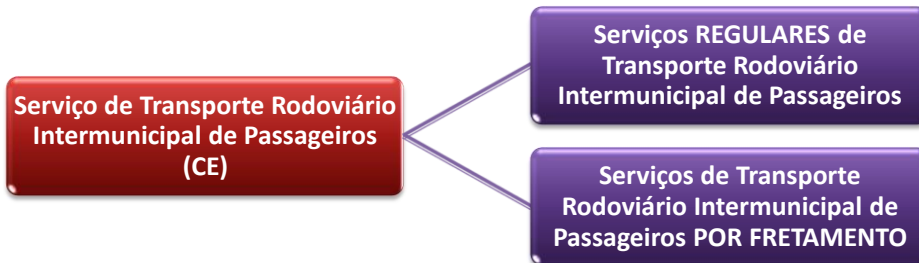 Serviço de Transporte Rodoviário
Intermunicipal de Passageiros
(CE)
Serviços REGULARES de
Transporte Rodoviário
Intermunicipal de Passageiros
Serviços de Transporte
Rodoviário Intermunicipal de
Passageiros POR FRETAMENTO